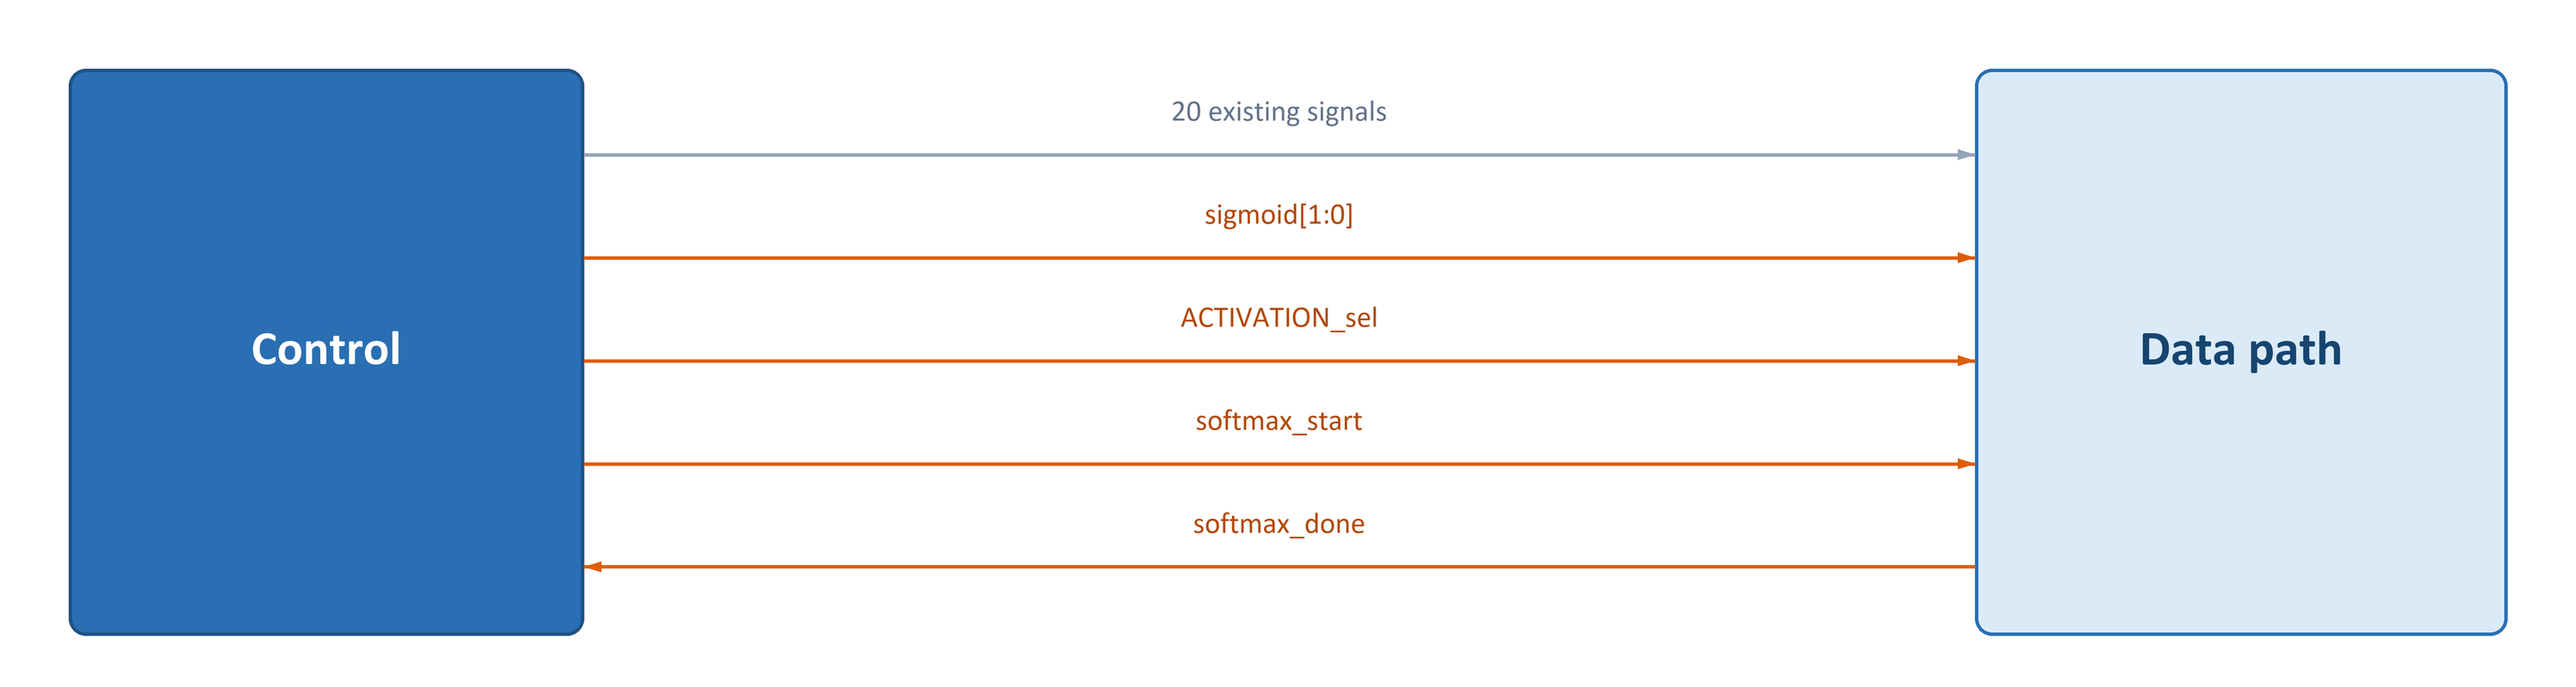 20 existing signals
sigmoid[1:0]
ACTIVATION_sel
Control
Data path
softmax_start
softmax_done